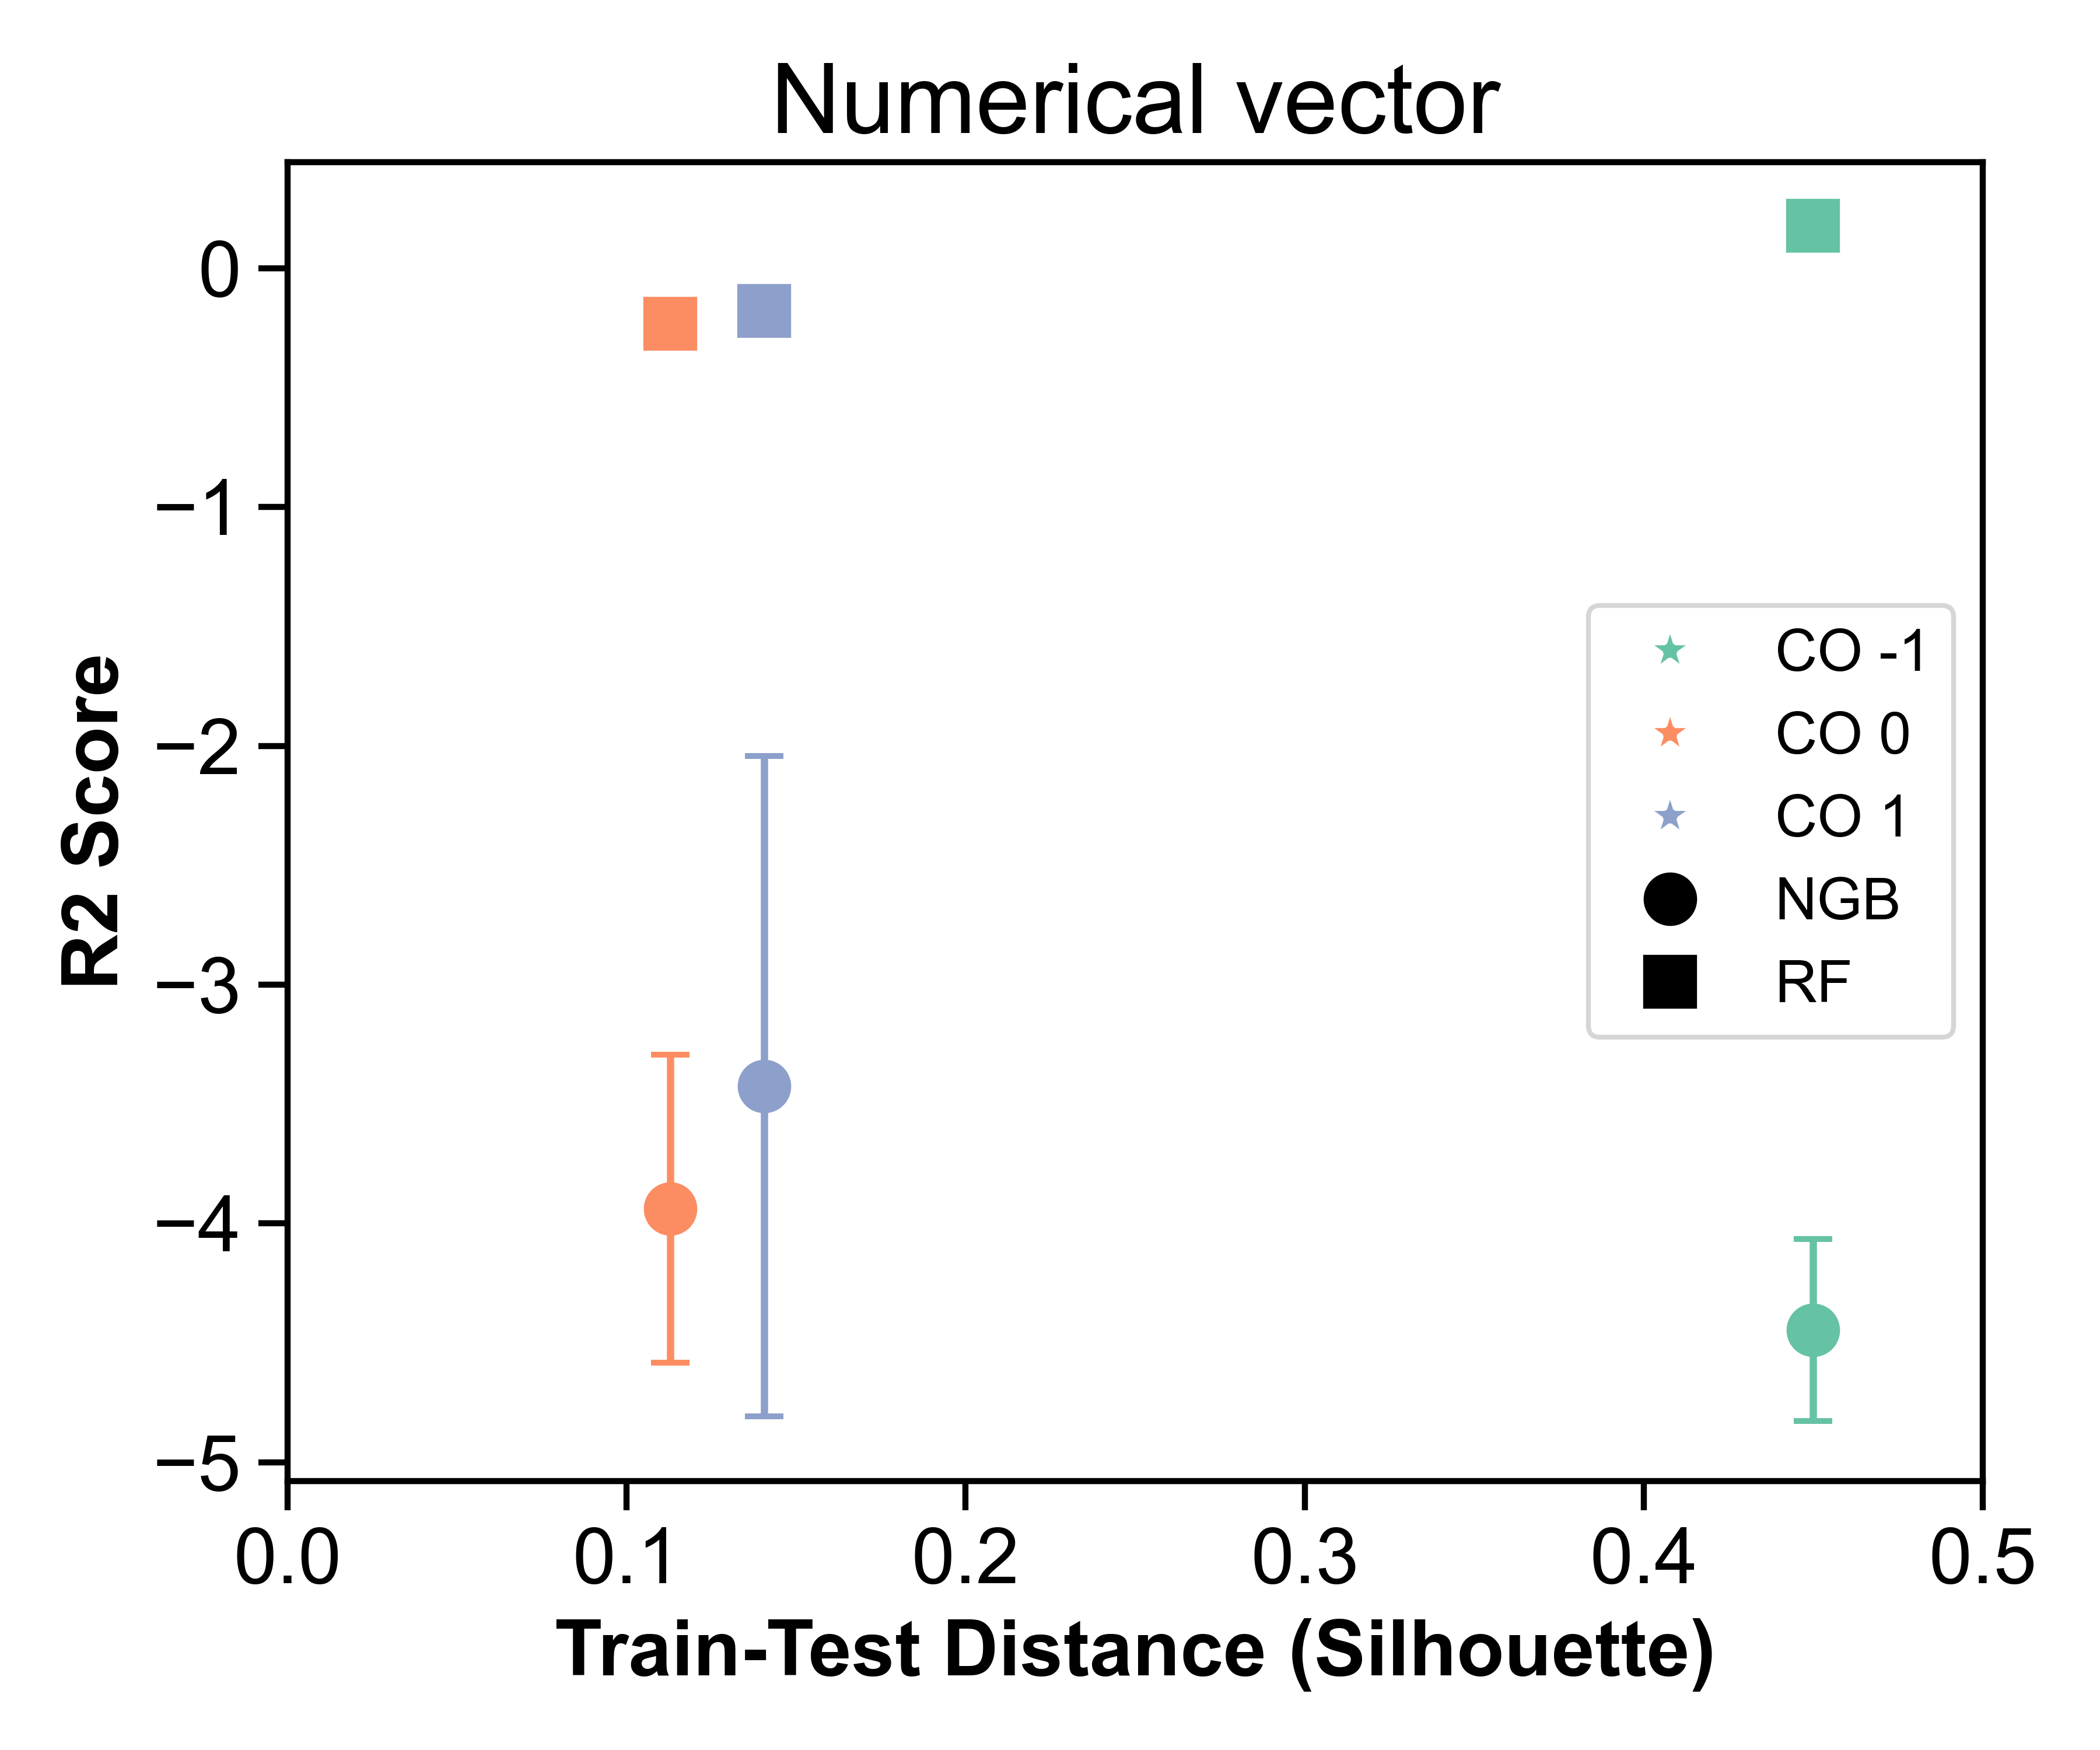 Numerical vector
R2 Score
0
−1
−2
−3
−4
−5
CO -1
CO 0
CO 1
NGB
RF
0.0 0.1 0.2 0.3 0.4 0.5
Train-Test Distance (Silhouette)